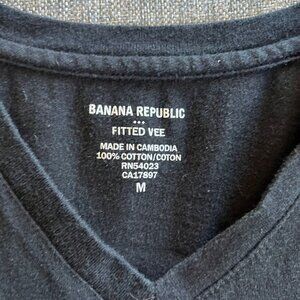 BANANA REPUBLIC
•••
FITTED VEE
MADE IN CAMBODIA
100% COTTON/COTON
RN54023
CA17897
M